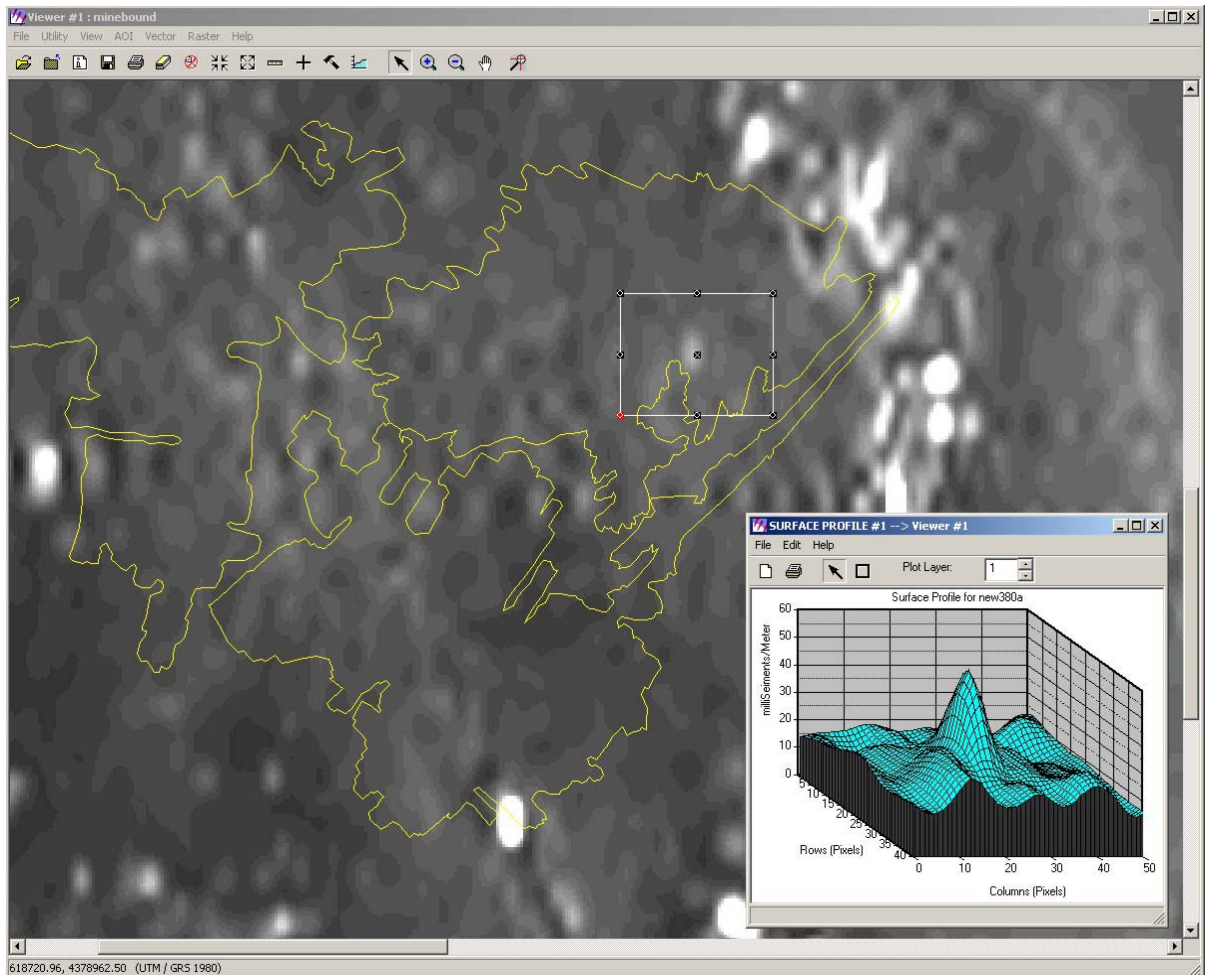 Viewer #1 : minebound
File Utility View AOI Vector Raster Help
SURFACE PROFILE #1 --> Viewer #1
File Edit Help
Plot Layer: 1
Surface Profile for new380a
milliSeiments/Meter
60
50
40
30
20
10
0
5
10
15
20
25
30
35
40
Rows (Pixels)
0 10 20 30 40 50
Columns (Pixels)
618720.96, 4378962.50 (UTM / GRS 1980)